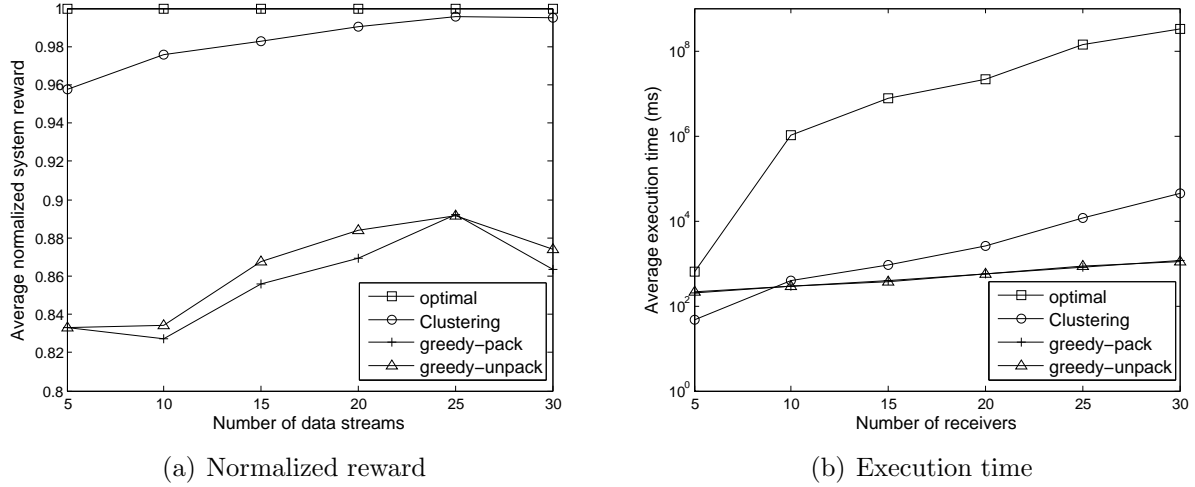 1
0.98
0.96
0.94
0.92
0.9
0.88
0.86
0.84
0.82
0.8
5 10 15 20 25 30
Average normalized system reward
Number of data streams
optimal
Clustering
greedy-pack
greedy-unpack
(a) Normalized reward
10^8
10^6
10^4
10^2
10^0
5 10 15 20 25 30
Average execution time (ms)
Number of receivers
optimal
Clustering
greedy-pack
greedy-unpack
(b) Execution time